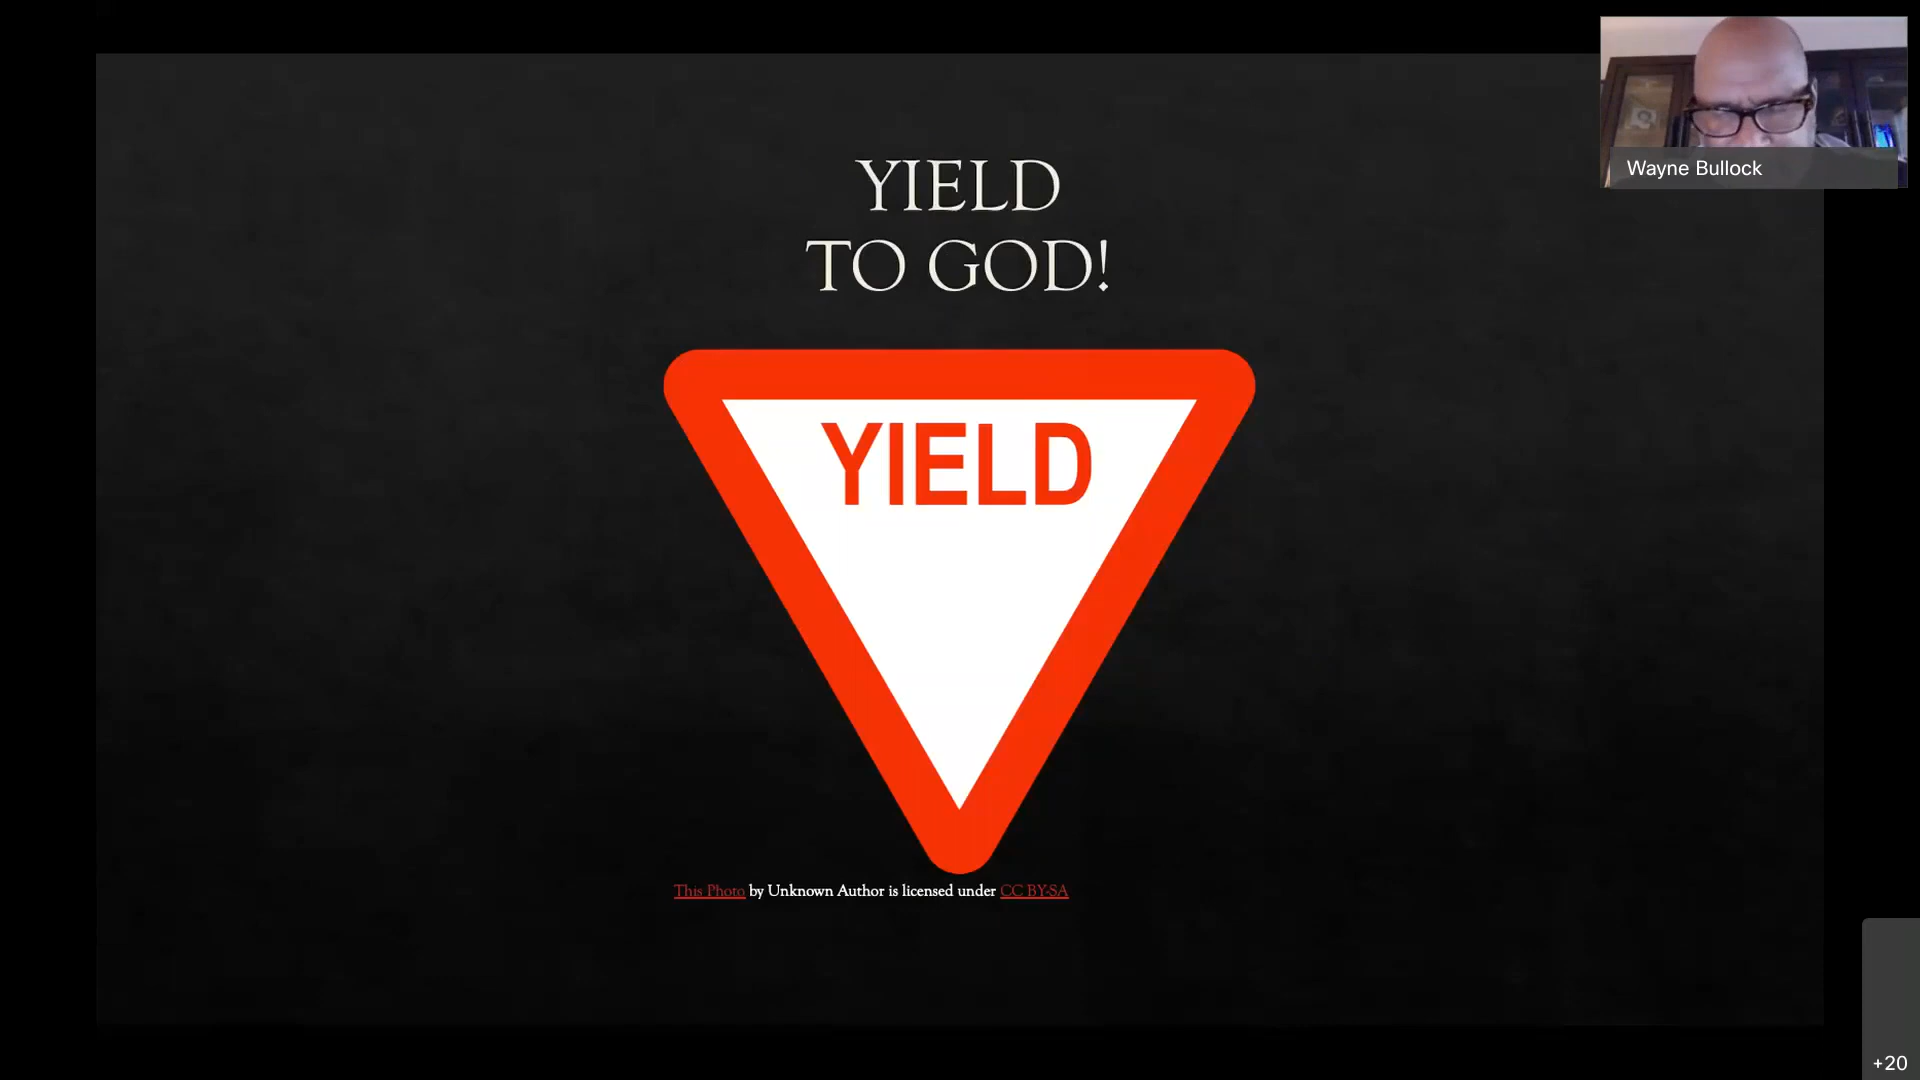 Wayne Bullock
YIELD
TO GOD!
YIELD
This Photo by Unknown Author is licensed under CC BY-SA
+20